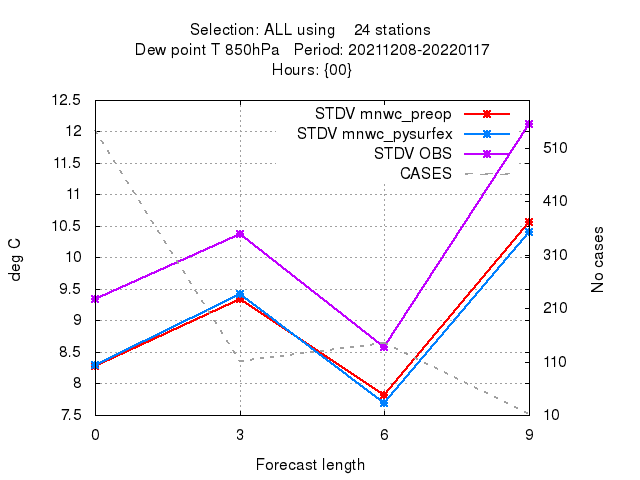 Selection: ALL using    24 stations
Dew point T 850hPa   Period: 20211208-20220117
Hours: {00}
STDV mnwc_preop
STDV mnwc_pysurfex
STDV OBS
CASES
deg C
12.5
12
11.5
11
10.5
10
9.5
9
8.5
8
7.5
510
410
310
210
110
10
No cases
0 3 6 9
Forecast length